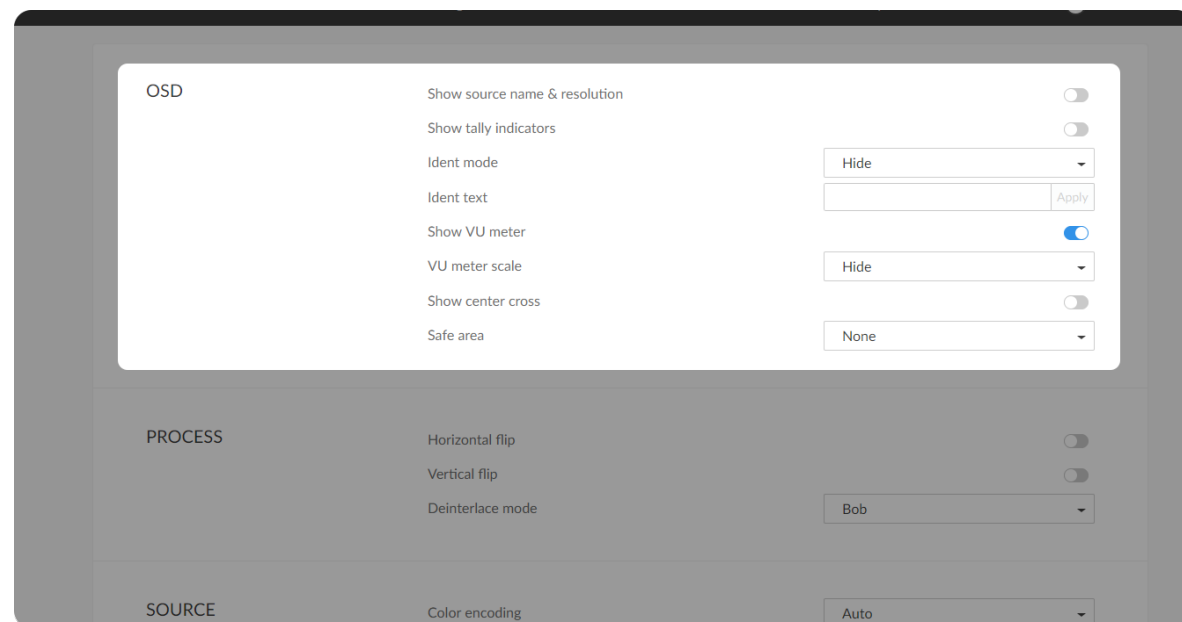 OSD
Show source name & resolution
Show tally indicators
Ident mode Hide
Ident text Apply
Show VU meter
VU meter scale Hide
Show center cross
Safe area None
PROCESS
Horizontal flip
Vertical flip
Deinterlace mode Bob
SOURCE
Color encoding Auto